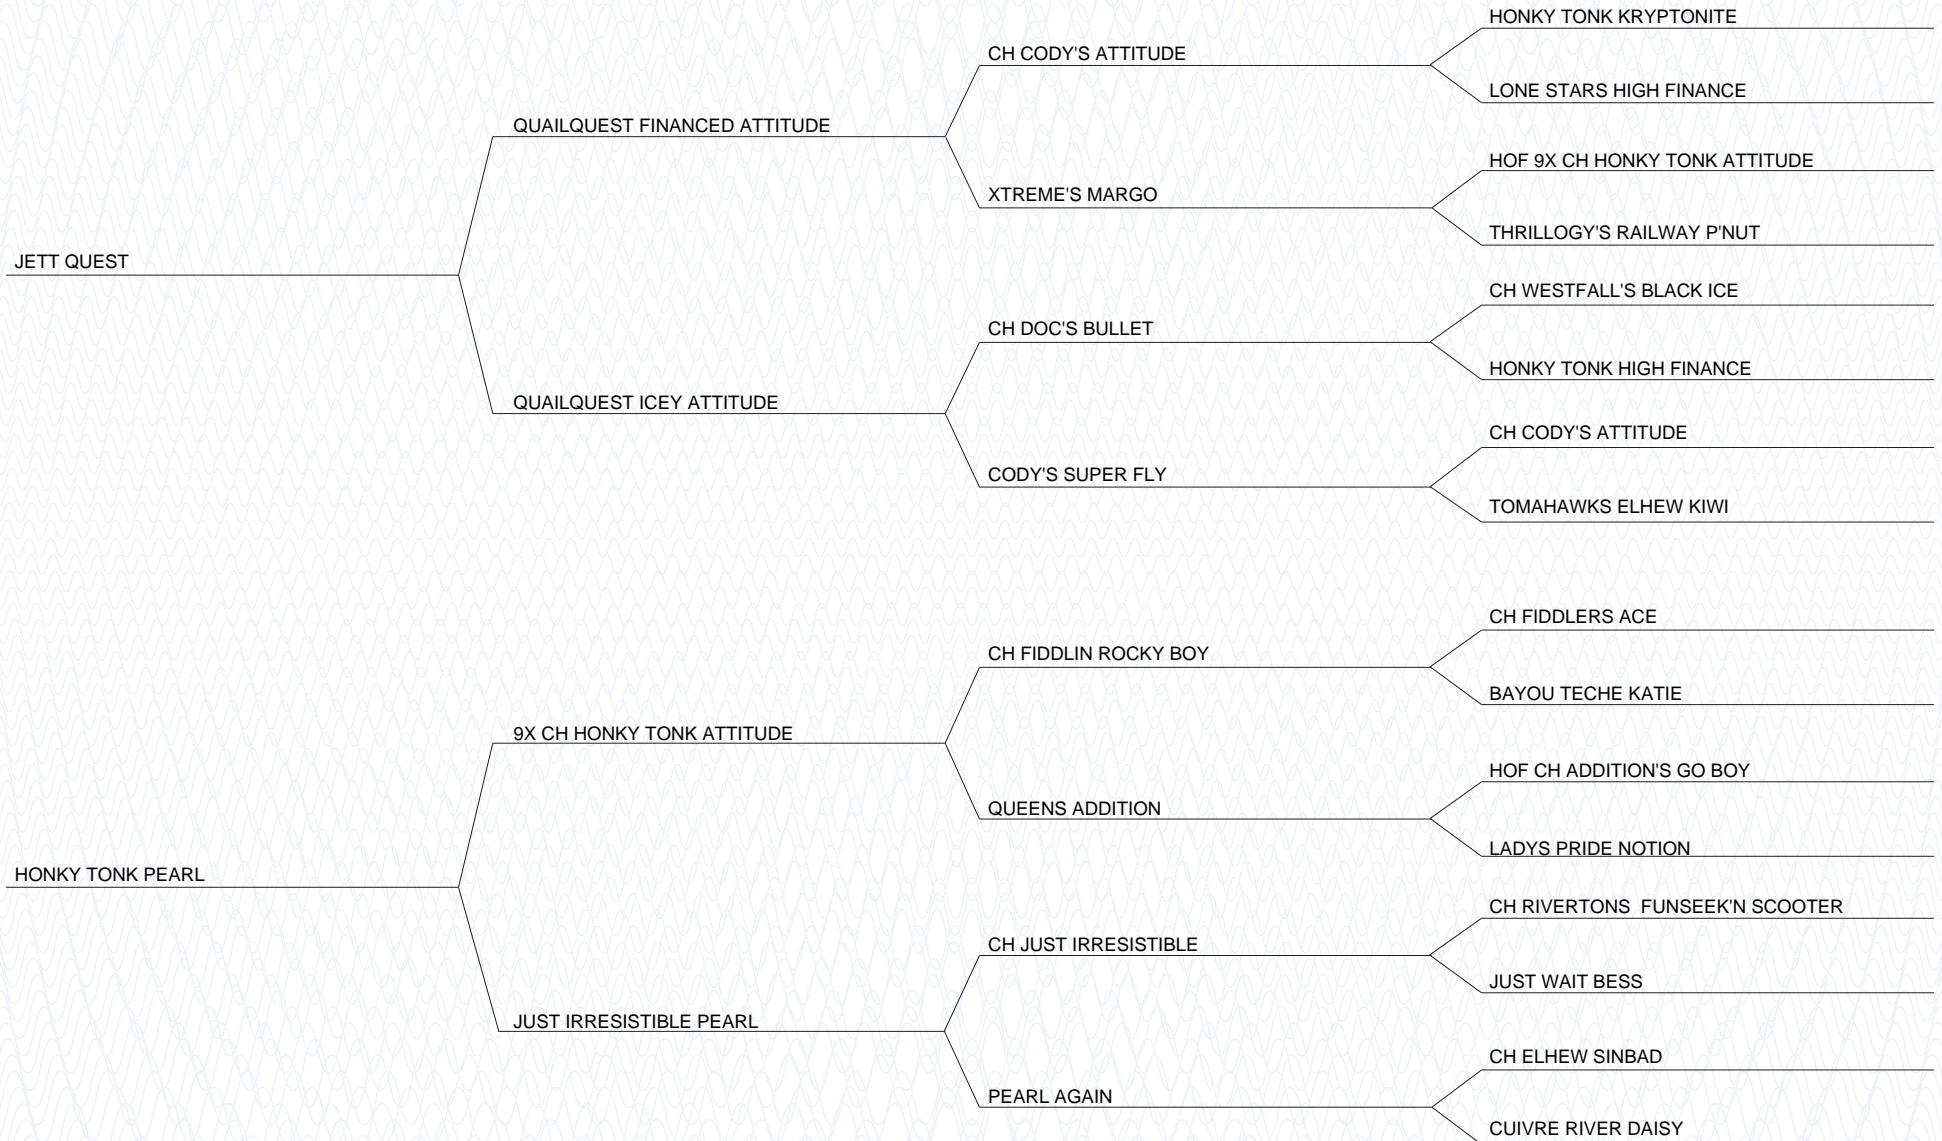 HONKY TONK KRYPTONITE
CH CODY'S ATTITUDE
LONE STARS HIGH FINANCE
QUAILQUEST FINANCED ATTITUDE
HOF 9X CH HONKY TONK ATTITUDE
XTREME'S MARGO
THRILLOGY'S RAILWAY P'NUT
JETT QUEST
CH WESTFALL'S BLACK ICE
CH DOC'S BULLET
HONKY TONK HIGH FINANCE
QUAILQUEST ICEY ATTITUDE
CH CODY'S ATTITUDE
CODY'S SUPER FLY
TOMAHAWKS ELHEW KIWI
CH FIDDLERS ACE
CH FIDDLIN ROCKY BOY
BAYOU TECHE KATIE
9X CH HONKY TONK ATTITUDE
HOF CH ADDITION'S GO BOY
QUEENS ADDITION
LADYS PRIDE NOTION
HONKY TONK PEARL
CH RIVERTONS  FUNSEEK'N SCOOTER
CH JUST IRRESISTIBLE
JUST WAIT BESS
JUST IRRESISTIBLE PEARL
CH ELHEW SINBAD
PEARL AGAIN
CUIVRE RIVER DAISY